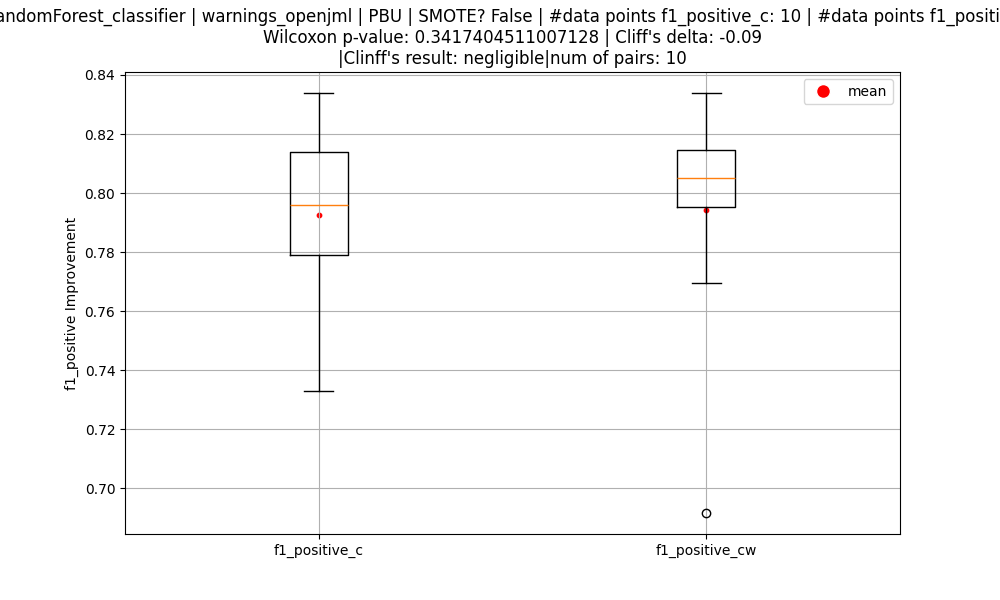 andomForest_classifier | warnings_openjml | PBU | SMOTE? False | #data points f1_positive_c: 10 | #data points f1_positi
Wilcoxon p-value: 0.3417404511007128 | Cliff's delta: -0.09
|Clinff's result: negligible|num of pairs: 10
mean
0.84
0.82
0.80
0.78
0.76
0.74
0.72
0.70
f1_positive Improvement
f1_positive_c
f1_positive_cw